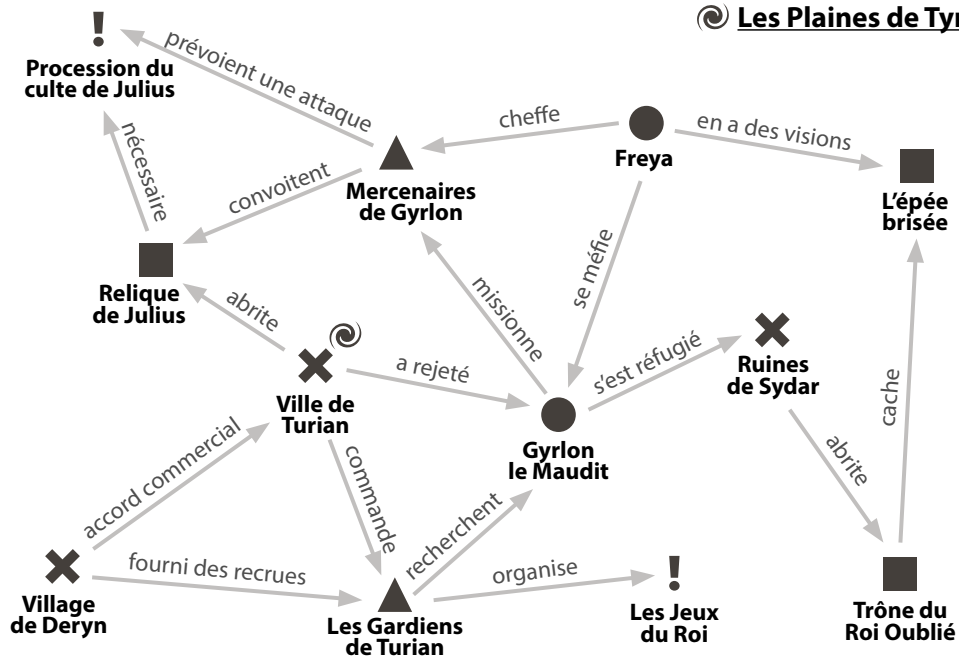 Les Plaines de Tyr
!
Procession du
culte de Julius
prévoient une attaque
cheffe
Freya
en a des visions
L'épée
brisée
nécessaire
convoitent
Mercenaires
de Gyrlon
Relique
de Julius
abrite
missionne
se méfie
s'est réfugié
Ruines
de Sydar
cache
Ville de
Turian
a rejeté
Gyrlon
le Maudit
abrite
accord commercial
commande
recherchent
Village
de Deryn
fourni des recrues
Les Gardiens
de Turian
organise
!
Les Jeux
du Roi
Trône du
Roi Oublié